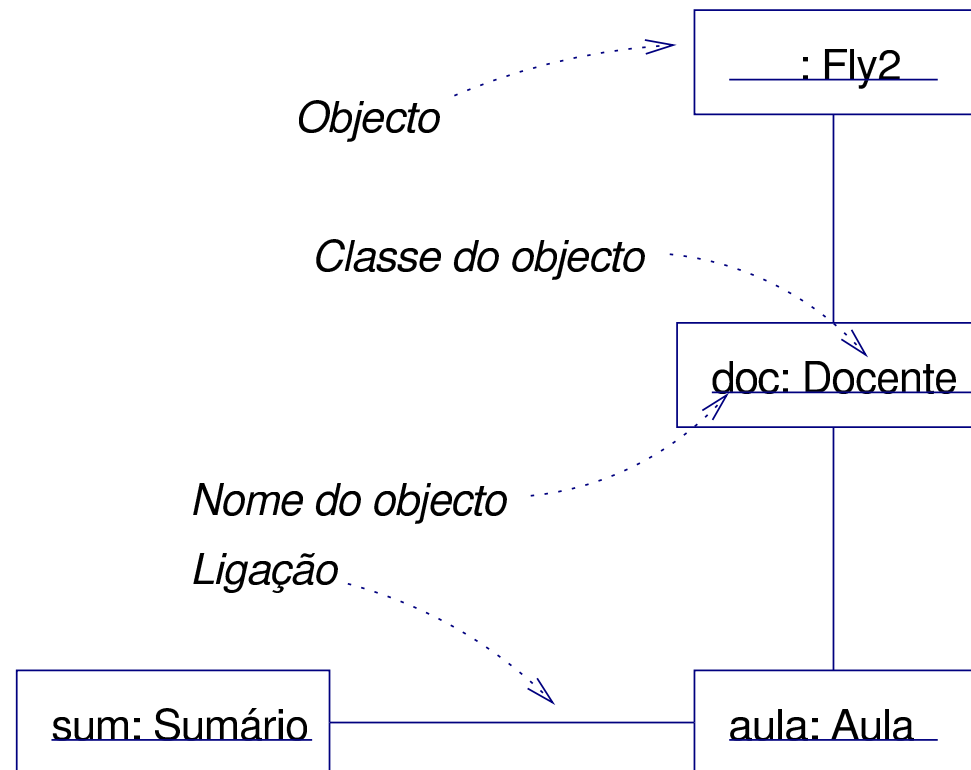 : Fly2
Objecto
Classe do objecto
doc: Docente
Nome do objecto
Ligação
sum: Sumário
aula: Aula